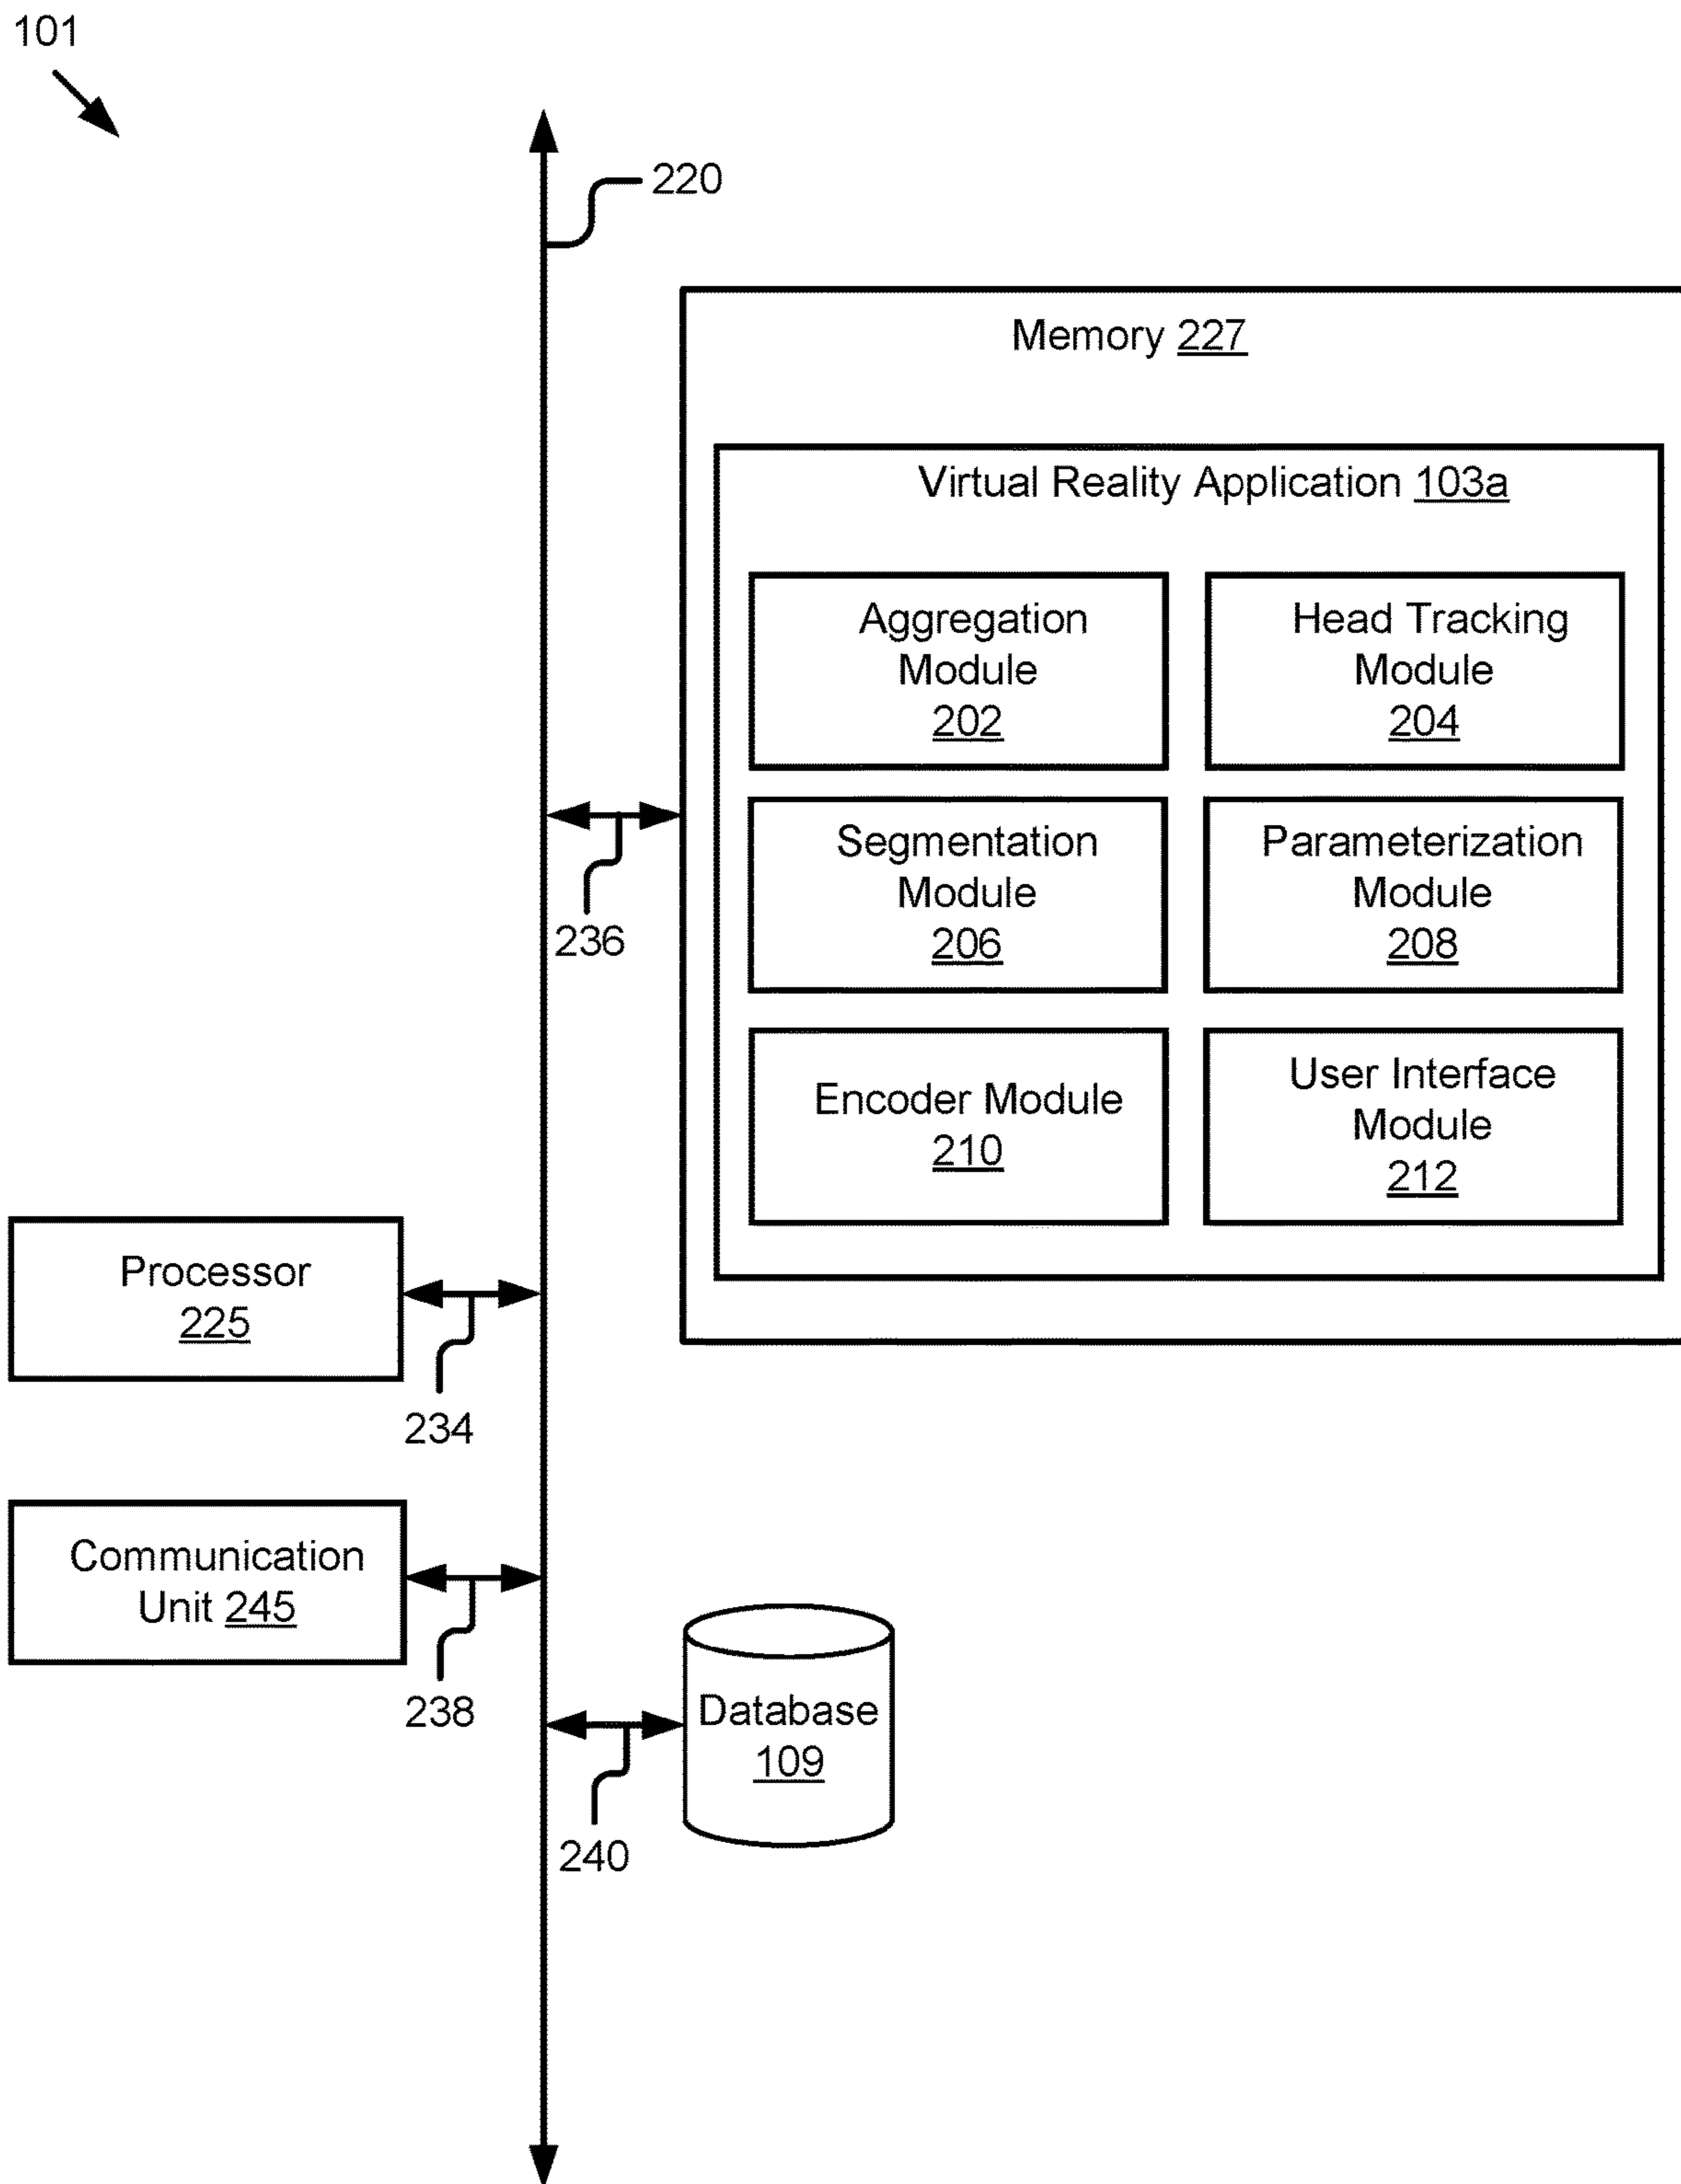 101
220
Memory 227
Virtual Reality Application 103a
Aggregation
Module
202
Head Tracking
Module
204
Segmentation
Module
206
Parameterization
Module
208
236
Encoder Module
210
User Interface
Module
212
Processor
225
234
Communication
Unit 245
238
Database
109
240